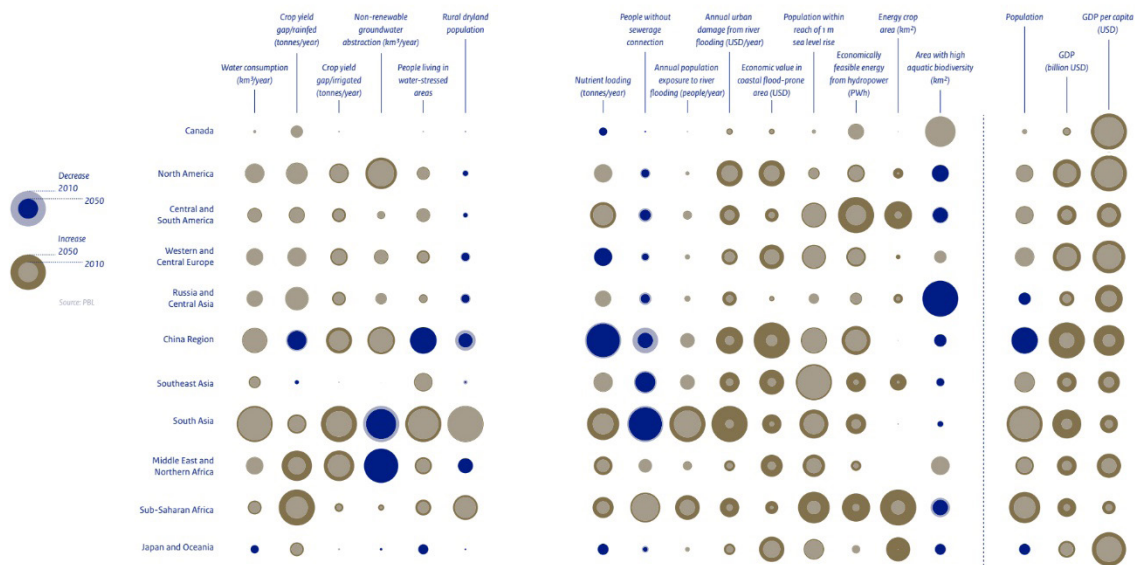 Crop yield
gap/rainfed
(tonnes/year)
Non-renewable
groundwater
abstraction (km³/year)
Rural dryland
population
Water consumption
(km³/year)
Crop yield
gap/irrigated
(tonnes/year)
People living in
water-stressed
areas
People without
sewerage
connection
Annual urban
damage from river
flooding (USD/year)
Population within
reach of 1 m
sea level rise
Energy crop
area (km²)
Nutrient loading
(tonnes/year)
Annual population
exposure to river
flooding (people/year)
Economic value in
coastal flood-prone
area (USD)
Economically
feasible energy
from hydropower
(PWh)
Area with high
aquatic biodiversity
(km²)
Population
GDP
(billion USD)
GDP per capita
(USD)
Decrease
2010
2050
Increase
2050
2010
Source: PBL
Canada
North America
Central and
South America
Western and
Central Europe
Russia and
Central Asia
China Region
Southeast Asia
South Asia
Middle East and
Northern Africa
Sub-Saharan Africa
Japan and Oceania